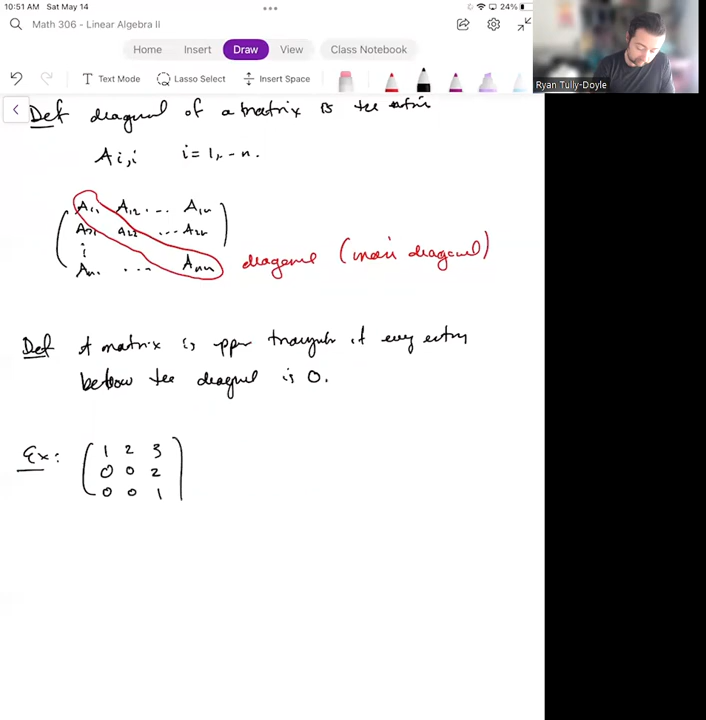 10:51 AM Sat May 14
24%
Math 306 - Linear Algebra II
Home Insert Draw View Class Notebook
Text Mode Lasso Select Insert Space
Ryan Tully-Doyle
Def diagonal of a matrix is the entries
A i,i i = 1, -- n.
A11 A12 ... A1n
A21 a22 ... A2n
⋮
An1 ... Ann
diagonal (main diagonal)
Def A matrix is upper triangular if every entry
below the diagonal is 0.
Ex:
1 2 3
0 0 2
0 0 1